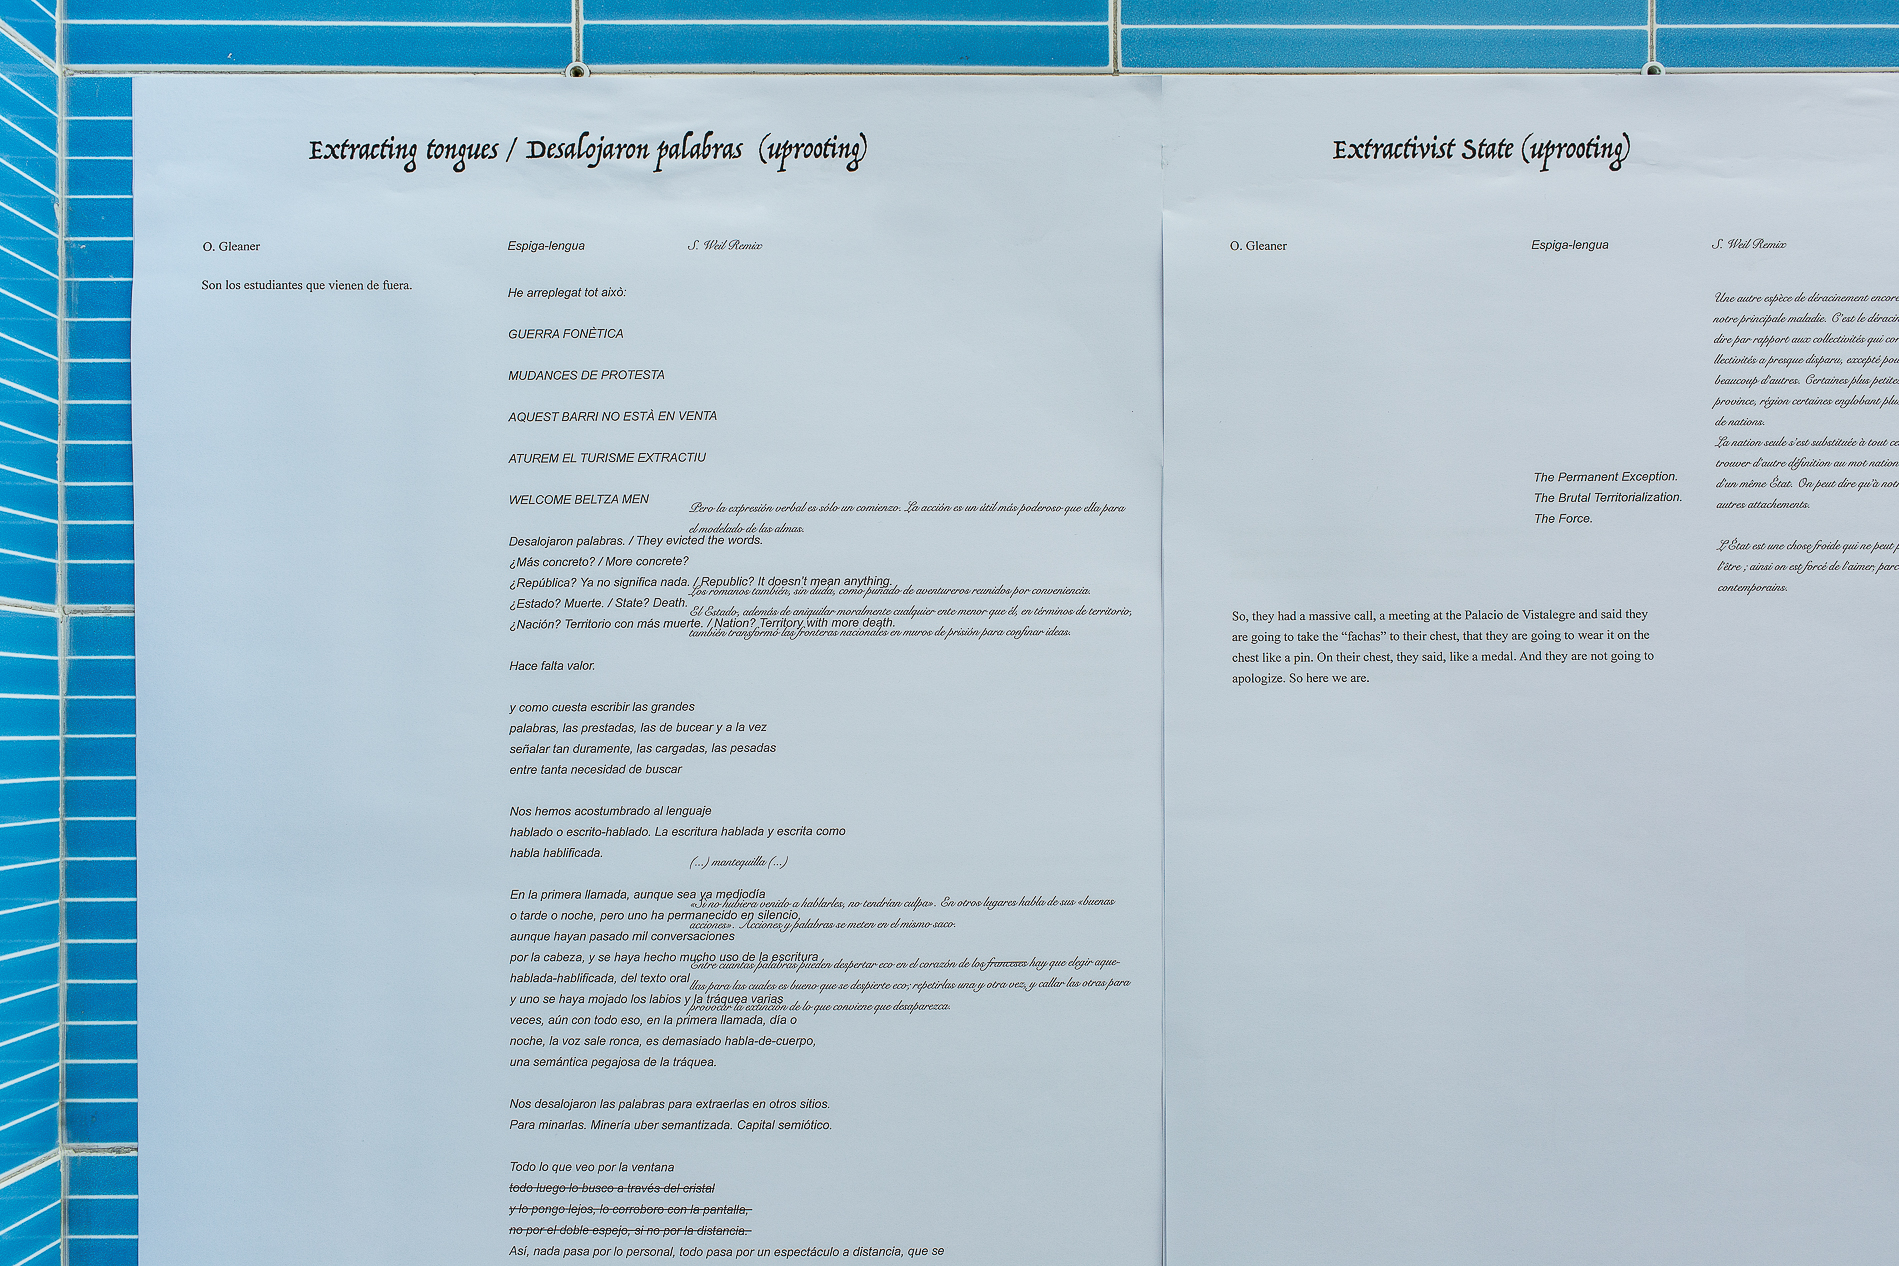 Extracting tongues / Desalojaron palabras (uprooting)
O. Gleaner
Espiga-lengua
S. Weil Remix
Son los estudiantes que vienen de fuera.
He arreplegat tot això:
GUERRA FONÈTICA
MUDANCES DE PROTESTA
AQUEST BARRI NO ESTÀ EN VENTA
ATUREM EL TURISME EXTRACTIU
WELCOME BELTZA MEN
Pero la expresión verbal es sólo un comienzo. La acción es un útil más poderoso que ella para
el modelado de las almas.
Desalojaron palabras. / They evicted the words.
¿Más concreto? / More concrete?
¿República? Ya no significa nada. / Republic? It doesn't mean anything.
Los romanos también, sin duda, como puñado de aventureros reunidos por conveniencia.
¿Estado? Muerte. / State? Death.
El Estado, además de aniquilar moralmente cualquier ente menor que él, en términos de territorio,
¿Nación? Territorio con más muerte. / Nation? Territory with more death.
también transformó las fronteras nacionales en muros de prisión para confinar ideas.
Hace falta valor.
y como cuesta escribir las grandes
palabras, las prestadas, las de bucear y a la vez
señalar tan duramente, las cargadas, las pesadas
entre tanta necesidad de buscar
Nos hemos acostumbrado al lenguaje
hablado o escrito-hablado. La escritura hablada y escrita como
habla hablificada.
(...) mantequilla (...)
En la primera llamada, aunque sea ya mediodía
«Si no hubiera venido a hablarles, no tendrían culpa». En otros lugares habla de sus «buenas
o tarde o noche, pero uno ha permanecido en silencio,
acciones». Acciones y palabras se meten en el mismo saco.
aunque hayan pasado mil conversaciones
por la cabeza, y se haya hecho mucho uso de la escritura
Entre cuantas palabras pueden despertar eco en el corazón de los franceses hay que elegir aque-
hablada-hablificada, del texto oral
llas para las cuales es bueno que se despierte eco; repetirlas una y otra vez, y callar las otras para
y uno se haya mojado los labios y la tráquea varias
provocar la extinción de lo que conviene que desaparezca.
veces, aún con todo eso, en la primera llamada, día o
noche, la voz sale ronca, es demasiado habla-de-cuerpo,
una semántica pegajosa de la tráquea.
Nos desalojaron las palabras para extraerlas en otros sitios.
Para minarlas. Minería uber semantizada. Capital semiótico.
Todo lo que veo por la ventana
todo luego lo busco a través del cristal
y lo pongo lejos, lo corroboro con la pantalla,
no por el doble espejo, si no por la distancia.
Así, nada pasa por lo personal, todo pasa por un espectáculo a distancia, que se
Extractivist State (uprooting)
O. Gleaner
Espiga-lengua
S. Weil Remix
Une autre espèce de déracinement encore
notre principale maladie. C'est le
dire par rapport aux collectivités qui
llectivités a presque disparu, excepté
beaucoup d'autres. Certaines plus petites
province, région certaines englobant
de nations.
La nation seule s'est substituée à tout
trouver d'autre définition au mot
d'un même État. On peut dire qu'à
autres attachements.
The Permanent Exception.
The Brutal Territorialization.
The Force.
L'État est une chose froide qui ne peut
l'être ; ainsi on est forcé de l'aimer,
contemporains.
So, they had a massive call, a meeting at the Palacio de Vistalegre and said they
are going to take the “fachas” to their chest, that they are going to wear it on the
chest like a pin. On their chest, they said, like a medal. And they are not going to
apologize. So here we are.